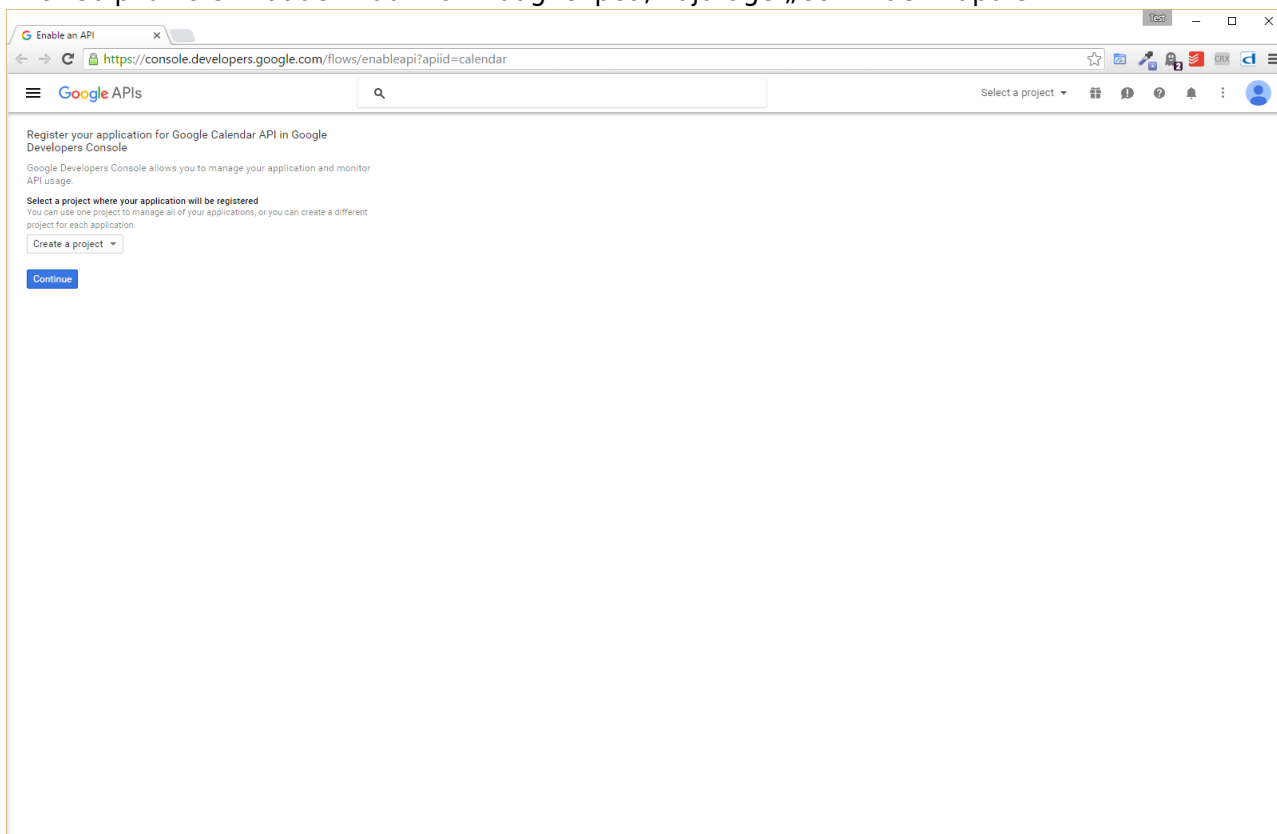 Test
Enable an API
https://console.developers.google.com/flows/enableapi?apiid=calendar
CRX
2
Google APIs
Select a project
Register your application for Google Calendar API in Google
Developers Console
Google Developers Console allows you to manage your application and monitor
API usage.
Select a project where your application will be registered
You can use one project to manage all of your applications, or you can create a different
project for each application.
Create a project
Continue